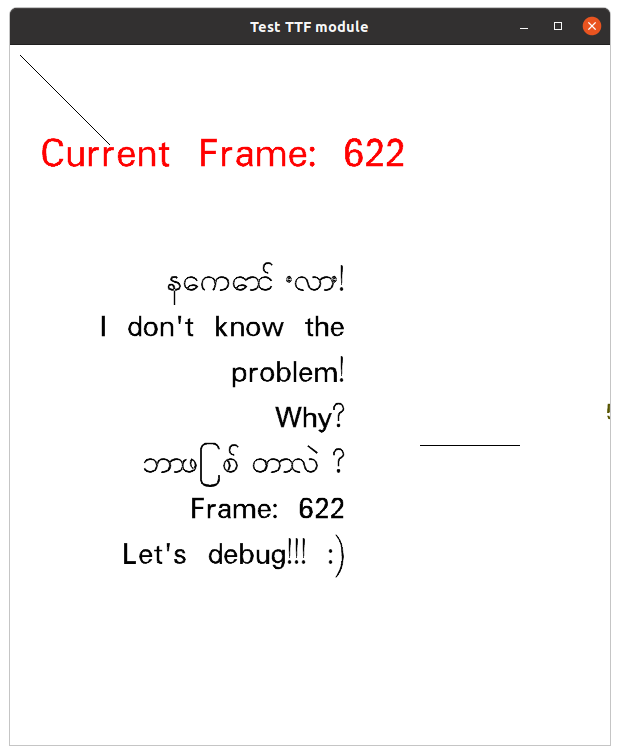 Test TTF module
Current Frame: 622
နကောင်းလား!
I don't know the
problem!
Why?
ဘာဖြစ်တာလဲ ?
Frame: 622
Let's debug!!! :)